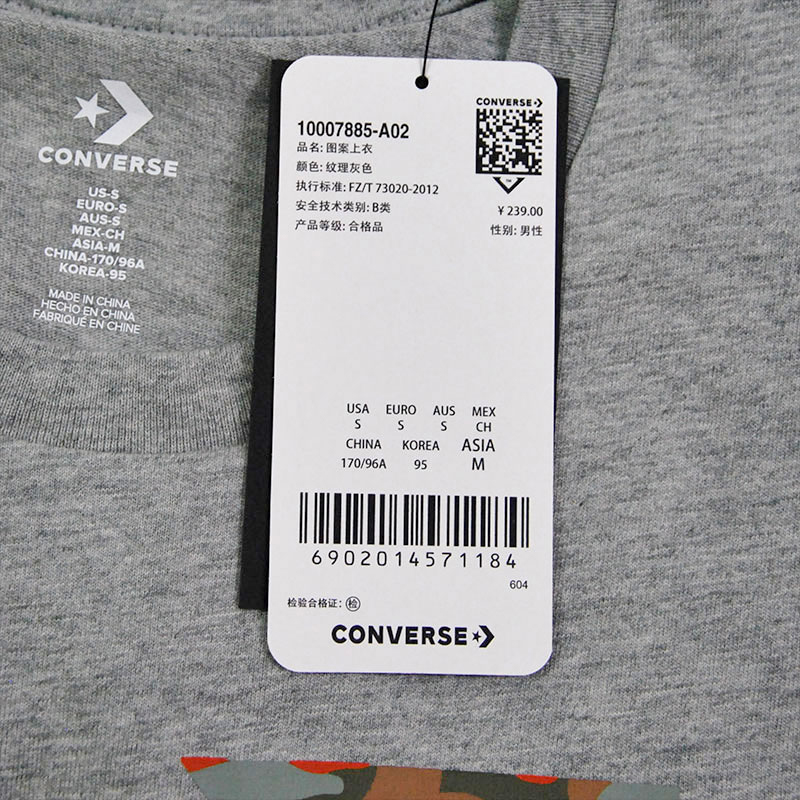 CONVERSE
US-S
EURO-S
AUS-S
MEX-CH
ASIA-M
CHINA-170/96A
KOREA-95
MADE IN CHINA
HECHO EN CHINA
FABRIQUÉ EN CHINE
CONVERSE
10007885-A02
品名: 图案上衣
颜色: 纹理灰色
执行标准: FZ/T 73020-2012
安全技术类别: B类
¥ 239.00
产品等级: 合格品
性别: 男性
USA EURO AUS MEX
S S S CH
CHINA KOREA ASIA
170/96A 95 M
6902014571184
604
检验合格证: 检
CONVERSE